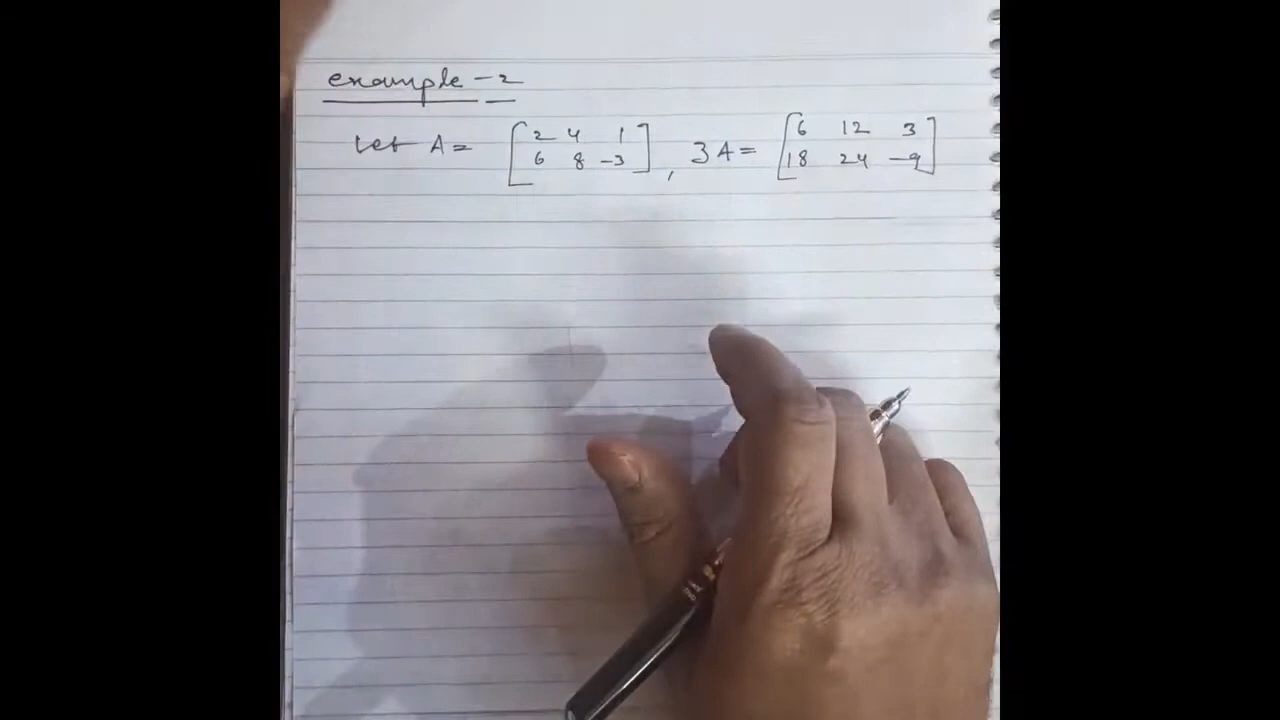 example - 2
Let A = [2 4 1
6 8 -3], 3A = [6 12 3
18 24 -9]